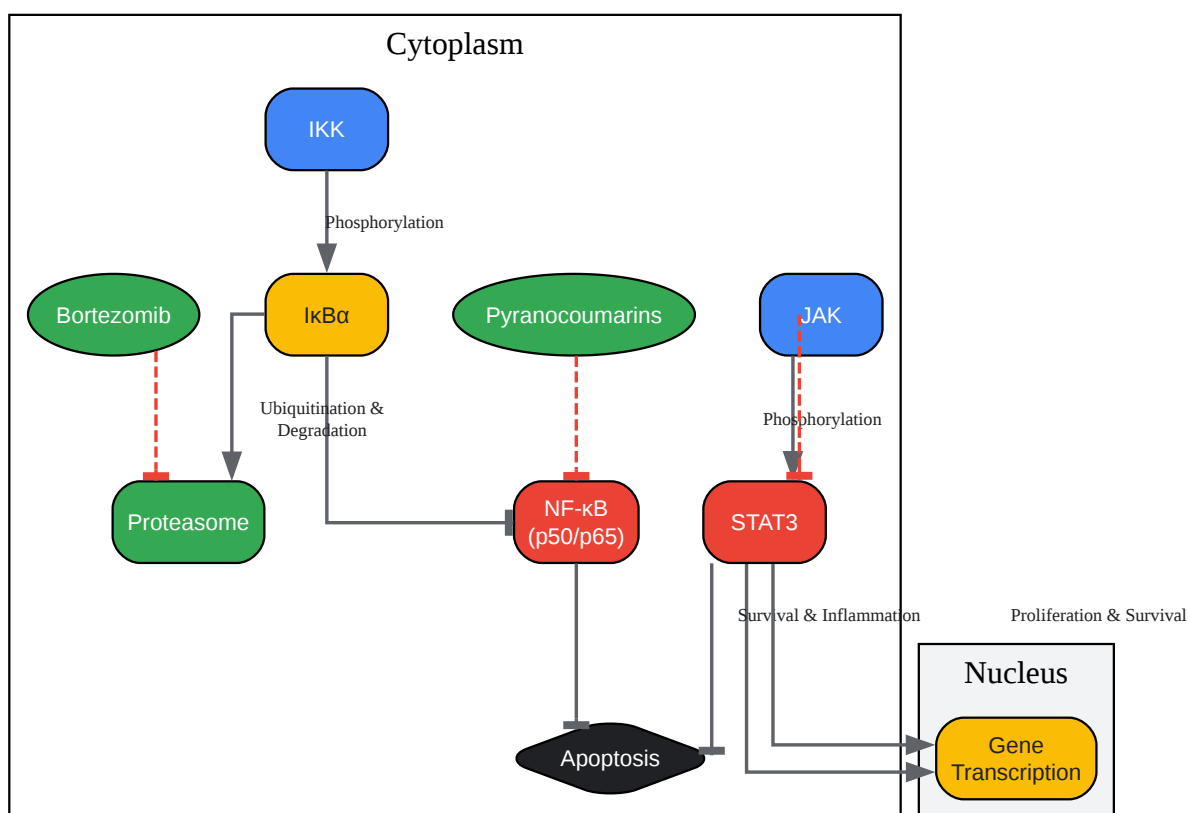 Cytoplasm
IKK
Phosphorylation
Bortezomib
IκBα
Pyranocoumarins
JAK
Ubiquitination &
Degradation
Phosphorylation
Proteasome
NF-κB
(p50/p65)
STAT3
Survival & Inflammation
Proliferation & Survival
Nucleus
Apoptosis
Gene
Transcription